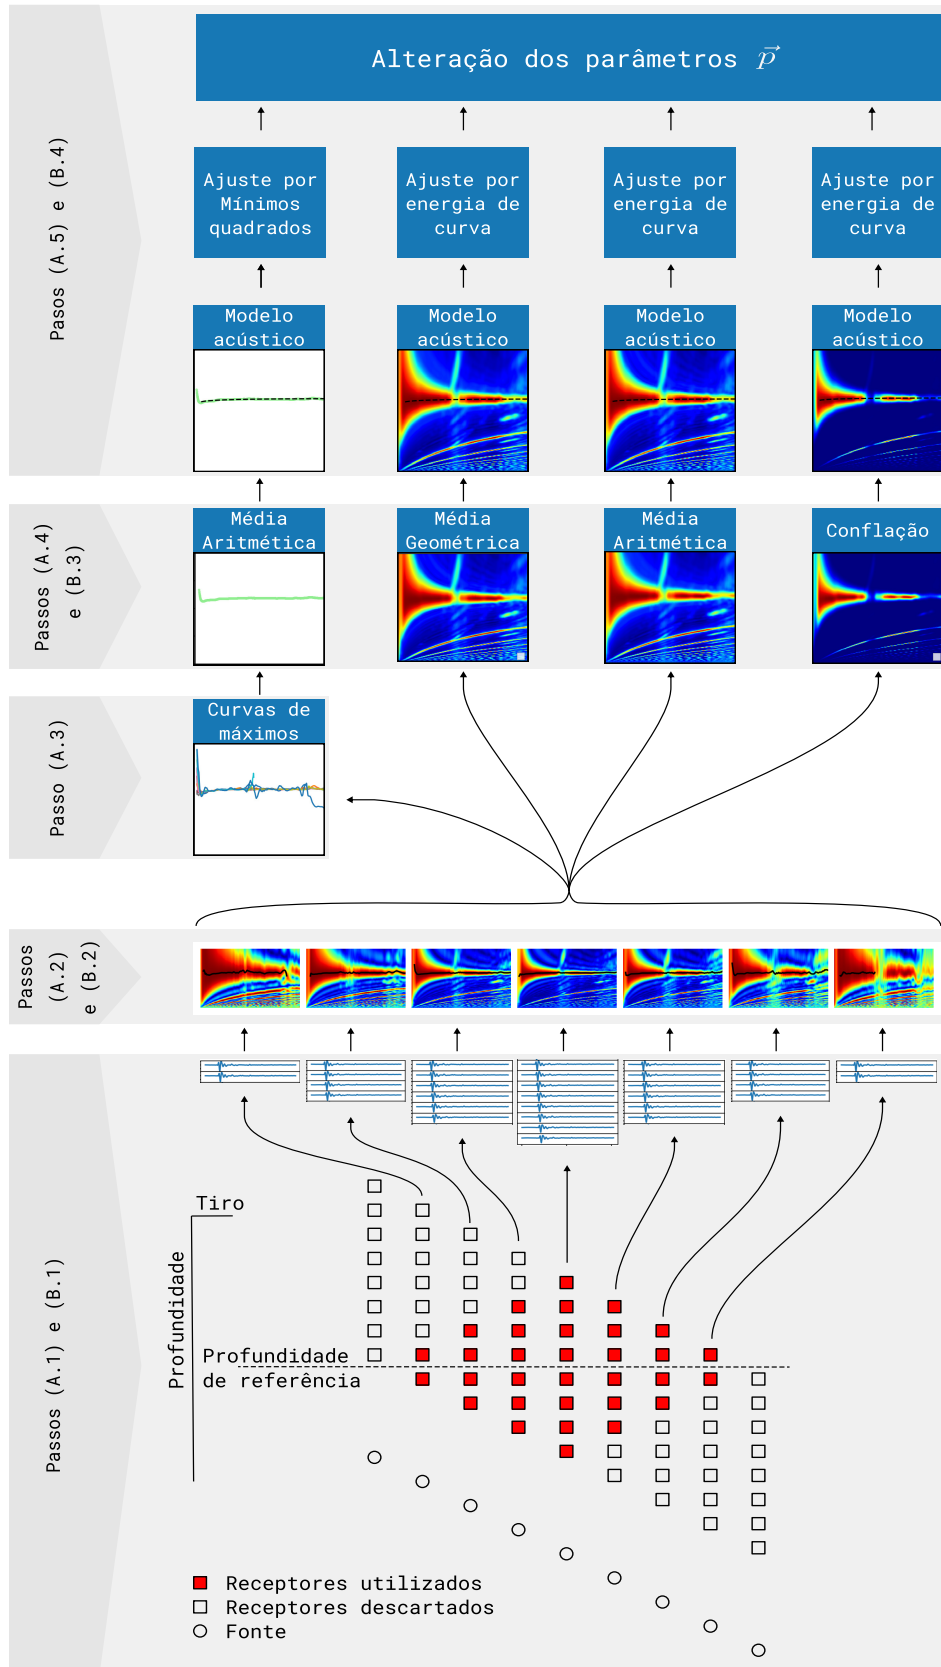 Alteração dos parâmetros p⃗
Pasos (A.5) e (B.4)
Ajuste por
Mínimos
quadrados
Ajuste por
energia de
curva
Ajuste por
energia de
curva
Ajuste por
energia de
curva
Modelo
acústico
Modelo
acústico
Modelo
acústico
Modelo
acústico
Passos (A.4)
e (B.3)
Média
Aritmética
Média
Geométrica
Média
Aritmética
Conflação
Passo (A.3)
Curvas de
máximos
Passos
(A.2)
e (B.2)
Passos (A.1) e (B.1)
Tiro
Profundidade
Profundidade
de referência
Receptores utilizados
Receptores descartados
Fonte